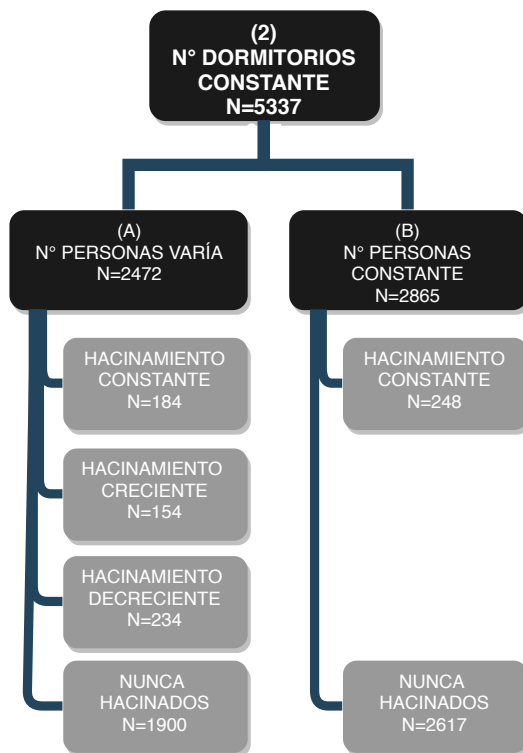 (2)
N° DORMITORIOS
CONSTANTE
N=5337
(A)
N° PERSONAS VARÍA
N=2472
(B)
N° PERSONAS
CONSTANTE
N=2865
HACINAMIENTO
CONSTANTE
N=184
HACINAMIENTO
CRECIENTE
N=154
HACINAMIENTO
DECRECIENTE
N=234
NUNCA
HACINADOS
N=1900
HACINAMIENTO
CONSTANTE
N=248
NUNCA
HACINADOS
N=2617